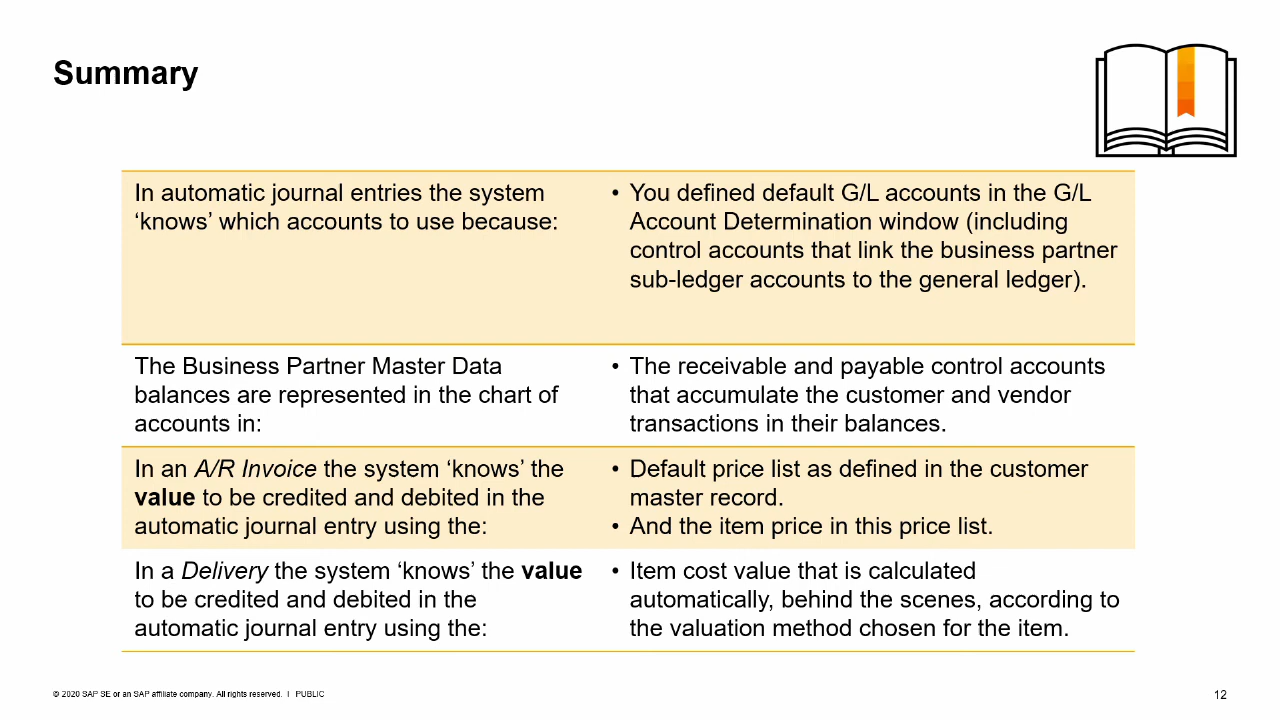 Summary
In automatic journal entries the system
‘knows’ which accounts to use because:
• You defined default G/L accounts in the G/L
Account Determination window (including
control accounts that link the business partner
sub-ledger accounts to the general ledger).
The Business Partner Master Data
balances are represented in the chart of
accounts in:
• The receivable and payable control accounts
that accumulate the customer and vendor
transactions in their balances.
In an A/R Invoice the system ‘knows’ the
value to be credited and debited in the
automatic journal entry using the:
• Default price list as defined in the customer
master record.
• And the item price in this price list.
In a Delivery the system ‘knows’ the value
to be credited and debited in the
automatic journal entry using the:
• Item cost value that is calculated
automatically, behind the scenes, according to
the valuation method chosen for the item.
© 2020 SAP SE or an SAP affiliate company. All rights reserved. I PUBLIC
12